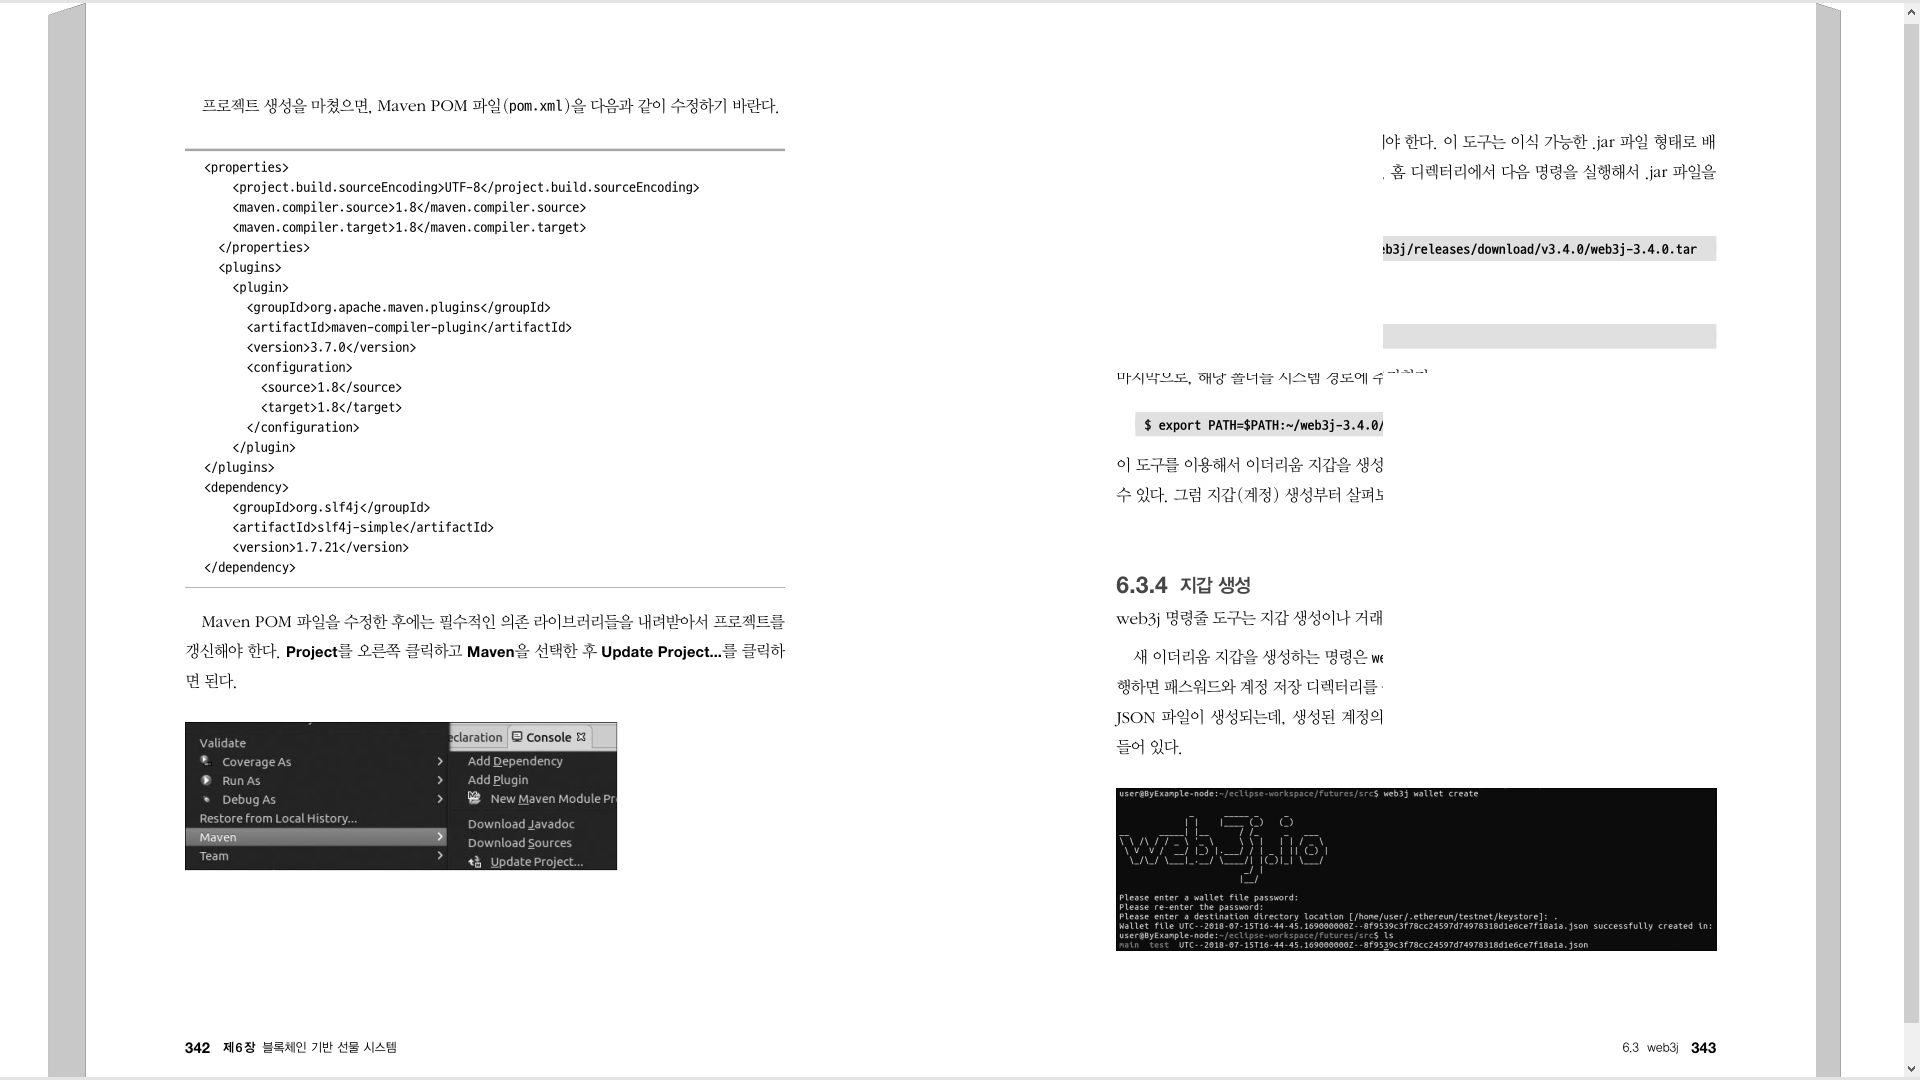 프로젝트 생성을 마쳤으면, Maven POM 파일(pom.xml)을 다음과 같이 수정하기 바란다.
<properties>
<project.build.sourceEncoding>UTF-8</project.build.sourceEncoding>
<maven.compiler.source>1.8</maven.compiler.source>
<maven.compiler.target>1.8</maven.compiler.target>
</properties>
<plugins>
<plugin>
<groupId>org.apache.maven.plugins</groupId>
<artifactId>maven-compiler-plugin</artifactId>
<version>3.7.0</version>
<configuration>
<source>1.8</source>
<target>1.8</target>
</configuration>
</plugin>
</plugins>
<dependency>
<groupId>org.slf4j</groupId>
<artifactId>slf4j-simple</artifactId>
<version>1.7.21</version>
</dependency>
Maven POM 파일을 수정한 후에는 필수적인 의존 라이브러리들을 내려받아서 프로젝트를
갱신해야 한다. Project를 오른쪽 클릭하고 Maven을 선택한 후 Update Project...를 클릭하
면 된다.
Validate
Coverage As
Run As
Debug As
Restore from Local History...
Maven
Team
eclaration Console
Add Dependency
Add Plugin
New Maven Module Pr
Download Javadoc
Download Sources
Update Project...
342 제6장 블록체인 기반 선물 시스템
야 한다. 이 도구는 이식 가능한 .jar 파일 형태로 배
. 홈 디렉터리에서 다음 명령을 실행해서 .jar 파일을
b3j/releases/download/v3.4.0/web3j-3.4.0.tar
마지막으로, 해당 폴더를 시스템 경로에
$ export PATH=$PATH:~/web3j-3.4.0/
이 도구를 이용해서 이더리움 지갑을 생성
수 있다. 그럼 지갑(계정) 생성부터 살펴보
6.3.4 지갑 생성
web3j 명령줄 도구는 지갑 생성이나 거래
새 이더리움 지갑을 생성하는 명령은 we
행하면 패스워드와 계정 저장 디렉터리를
JSON 파일이 생성되는데, 생성된 계정의
들어 있다.
user@ByExample-node:~/eclipse-workspace/futures/src$ web3j wallet create
web3j.io
Please enter a wallet file password:
Please re-enter the password:
Please enter a destination directory location [/home/user/.ethereum/testnet/keystore]: .
Wallet file UTC--2018-07-15T16-44-45.169000000Z--8f9539c3f78cc24597d74978318d1e6ce7f18a1a.json successfully created in:
user@ByExample-node:~/eclipse-workspace/futures/src$ ls
main test UTC--2018-07-15T16-44-45.169000000Z--8f9539c3f78cc24597d74978318d1e6ce7f18a1a.json
6.3 web3j 343